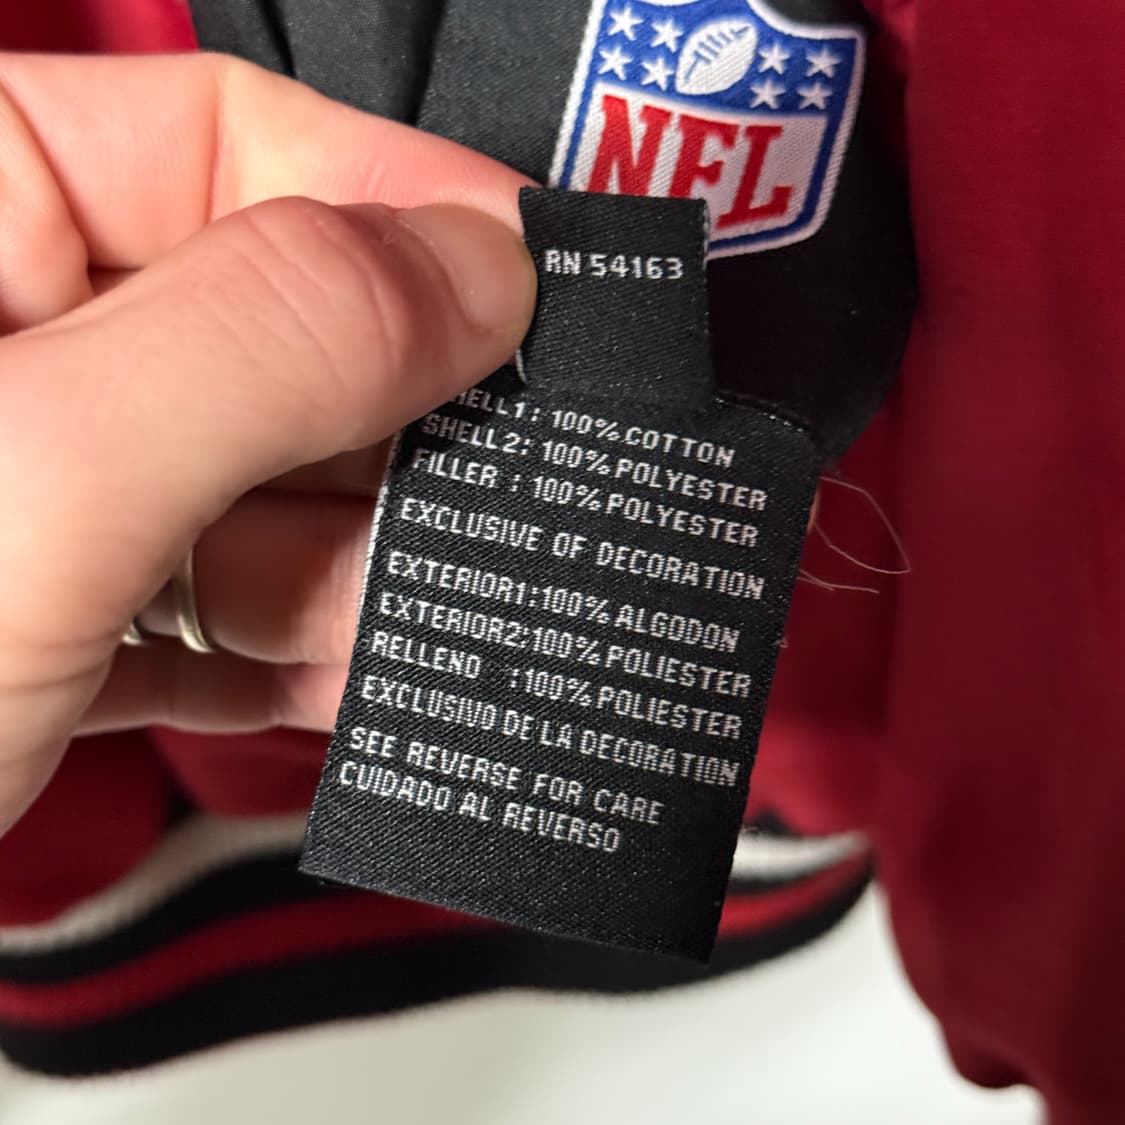 NFL
RN 54163
SHELL1: 100% COTTON
SHELL2: 100% POLYESTER
FILLER : 100% POLYESTER
EXCLUSIVE OF DECORATION
EXTERIOR1:100% ALGODON
EXTERIOR2:100% POLIESTER
RELLENO :100% POLIESTER
EXCLUSIVO DE LA DECORATION
SEE REVERSE FOR CARE
CUIDADO AL REVERSO